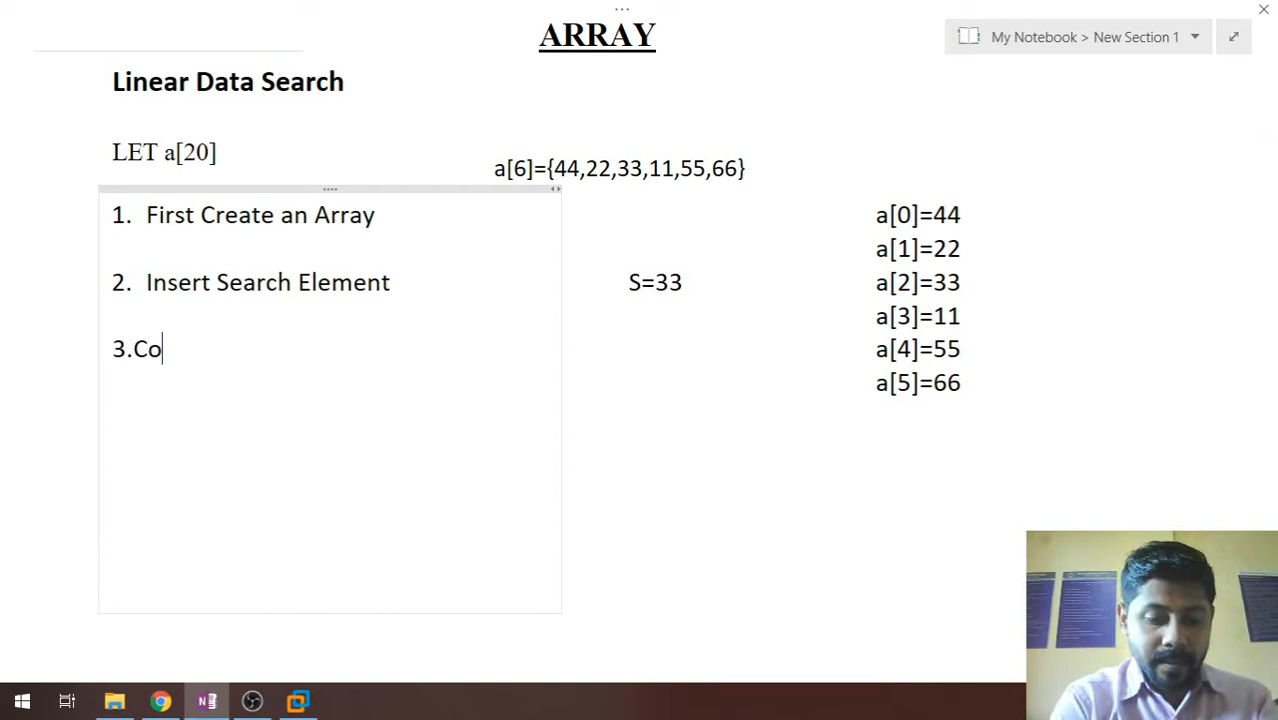 ARRAY
My Notebook > New Section 1
Linear Data Search
LET a[20]
a[6]={44,22,33,11,55,66}
1. First Create an Array
2. Insert Search Element
S=33
3.Co
a[0]=44
a[1]=22
a[2]=33
a[3]=11
a[4]=55
a[5]=66